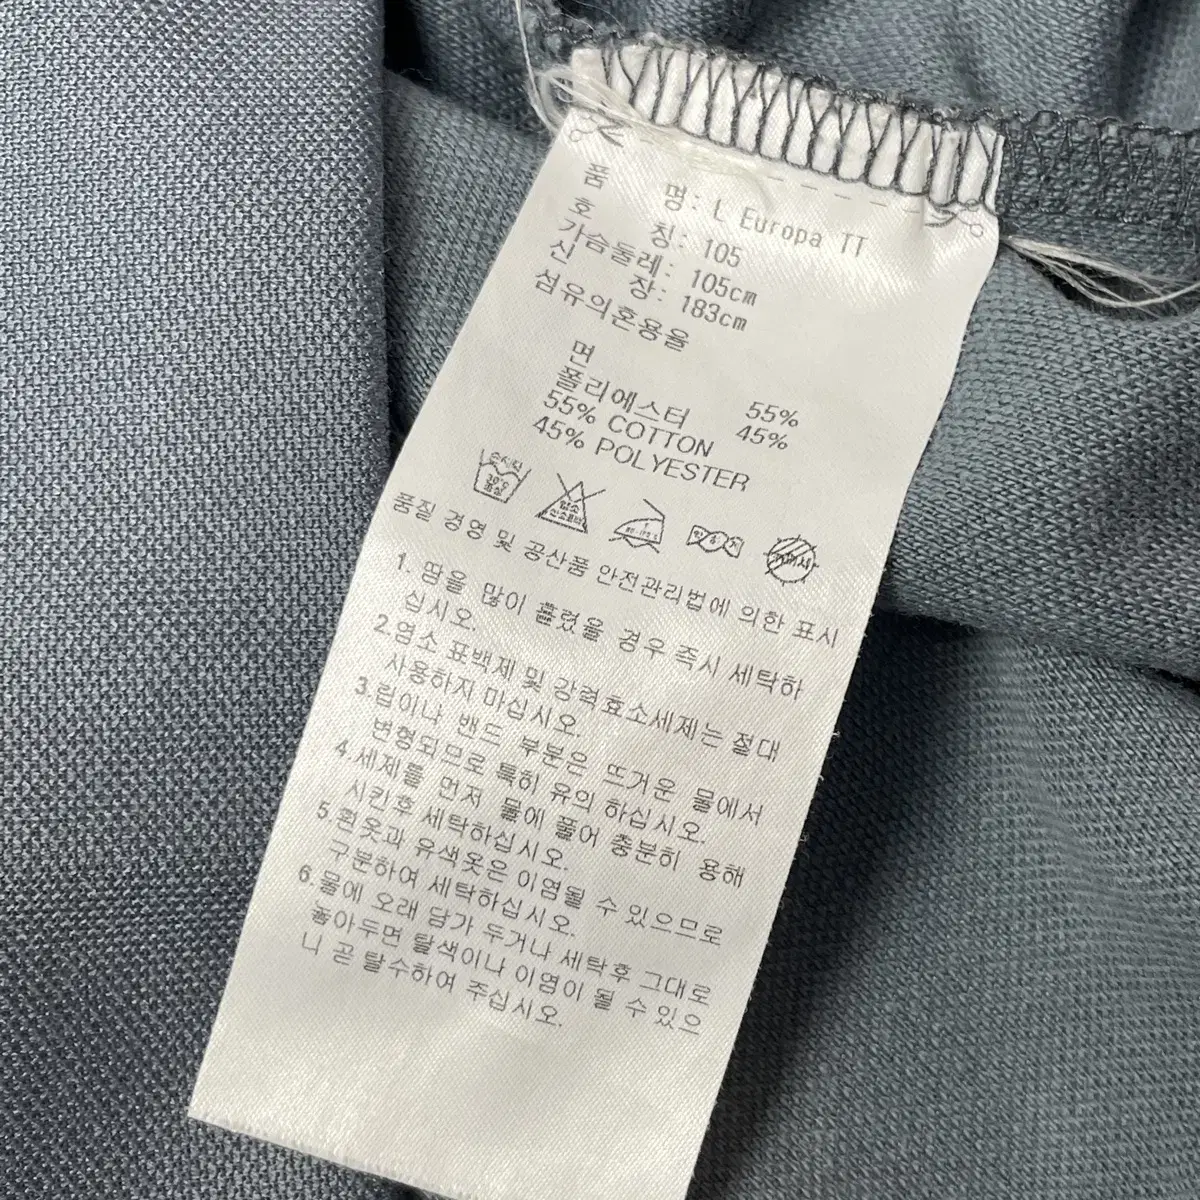 품 명: L Europa TT
호 칭: 105
가슴둘레: 105cm
신 장: 183cm
섬유의혼용율
면 55%
폴리에스터 45%
55% COTTON
45% POLYESTER
품질 경영 및 공산품 안전관리법에 의한 표시
1. 땀을 많이 흘렸을 경우 즉시 세탁하
십시오.
2.염소 표백제 및 강력효소세제는 절대
사용하지 마십시오.
3.립이나 밴드 부분은 뜨거운 물에서
변형되므로 특히 유의 하십시오.
4.세제를 먼저 물에 풀어 충분히 용해
시킨후 세탁하십시오.
5.흰옷과 유색옷은 이염될 수 있으므로
구분하여 세탁하십시오.
6.물에 오래 담가 두거나 세탁후 그대로
놓아두면 탈색이나 이염이 될 수 있으
니 곧 탈수하여 주십시오.